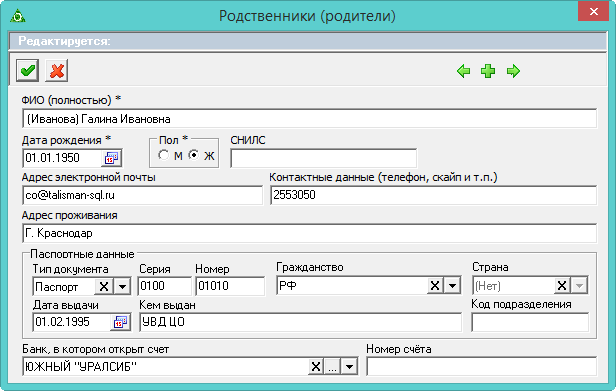 Родственники (родители)
Редактируется:
ФИО (полностью) *
(Иванова) Галина Ивановна
Дата рождения * Пол * СНИЛС
01.01.1950 15 М Ж
Адрес электронной почты Контактные данные (телефон, скайп и т.п.)
co@talisman-sql.ru 2553050
Адрес проживания
Г. Краснодар
Паспортные данные
Тип документа Серия Номер Гражданство Страна
Паспорт X 0100 01010 РФ X (Нет) X
Дата выдачи Кем выдан Код подразделения
01.02.1995 15 УВД ЦО
Банк, в котором открыт счет Номер счёта
ЮЖНЫЙ "УРАЛСИБ" X ...